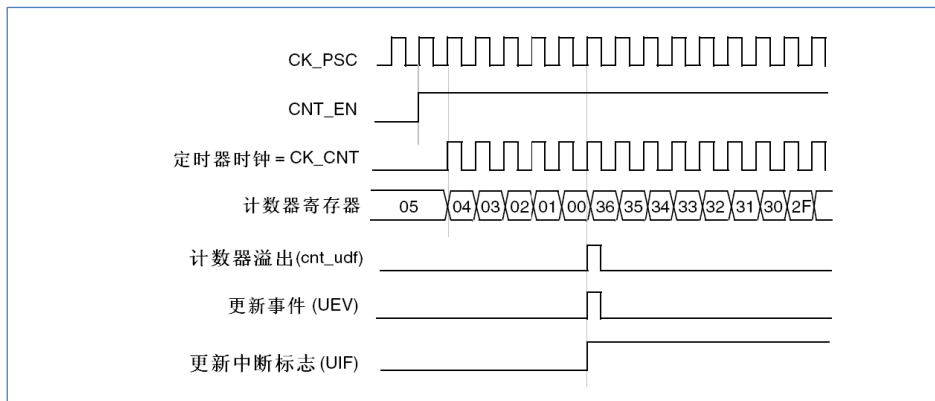 CK_PSC
CNT_EN
定时器时钟 = CK_CNT
计数器寄存器 05 04 03 02 01 00 36 35 34 33 32 31 30 2F
计数器溢出(cnt_udf)
更新事件 (UEV)
更新中断标志 (UIF)